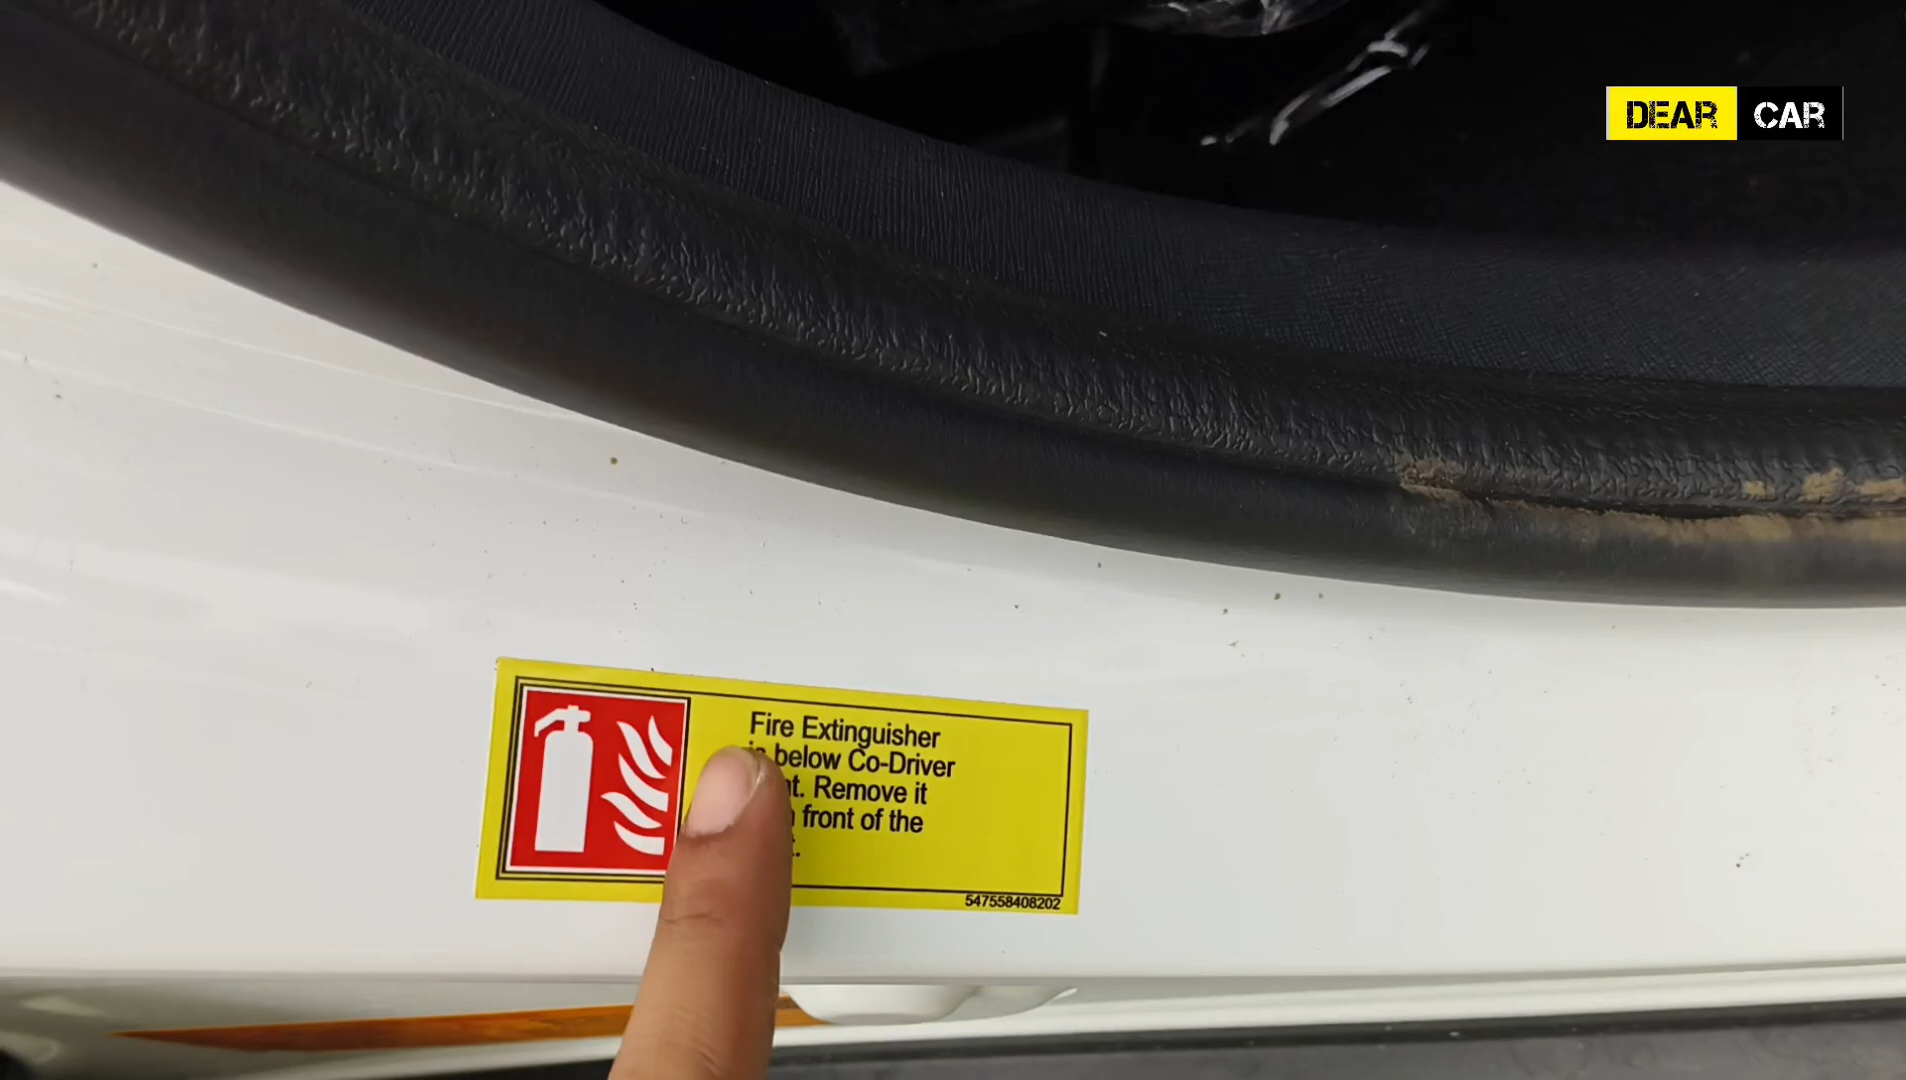 DEAR CAR
Fire Extinguisher
below Co-Driver
Remove it
front of the
547558408202